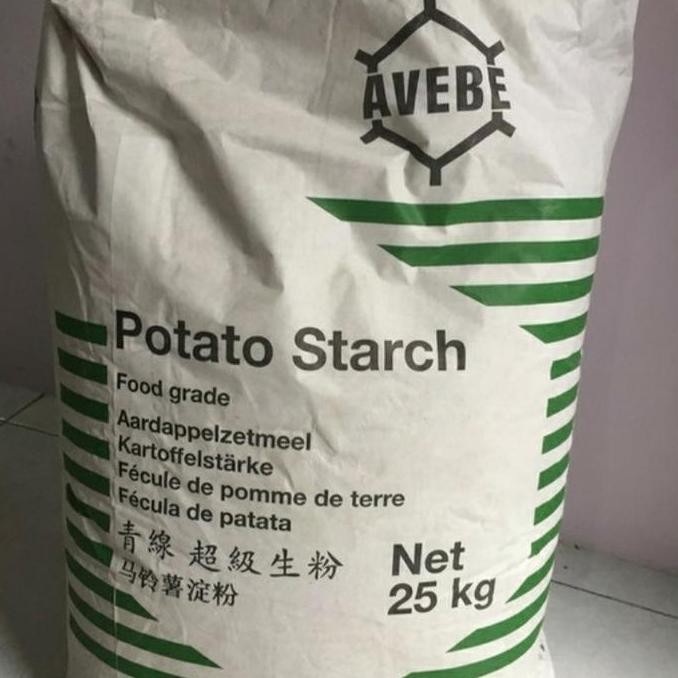 AVEBE
Potato Starch
Food grade
Aardappelzetmeel
Kartoffelstärke
Fécule de pomme de terre
Fécula de patata
青線 超級生粉
马铃薯淀粉
Net
25 kg